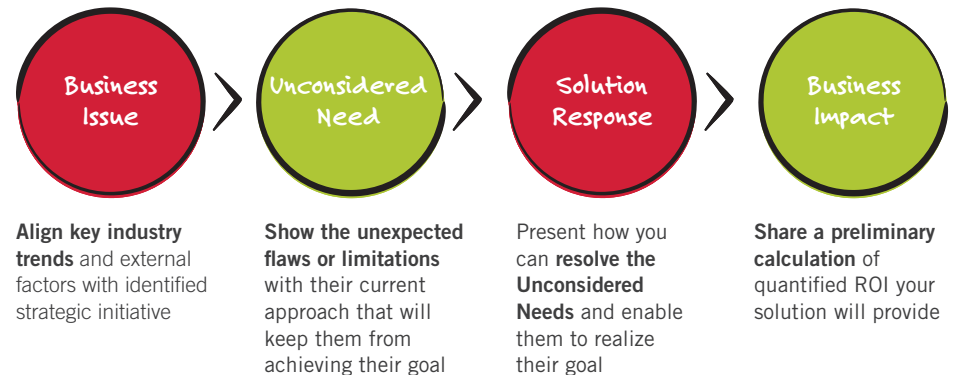 Business
Issue
Unconsidered
Need
Solution
Response
Business
Impact
Align key industry
trends and external
factors with identified
strategic initiative
Show the unexpected
flaws or limitations
with their current
approach that will
keep them from
achieving their goal
Present how you
can resolve the
Unconsidered
Needs and enable
them to realize
their goal
Share a preliminary
calculation of
quantified ROI your
solution will provide